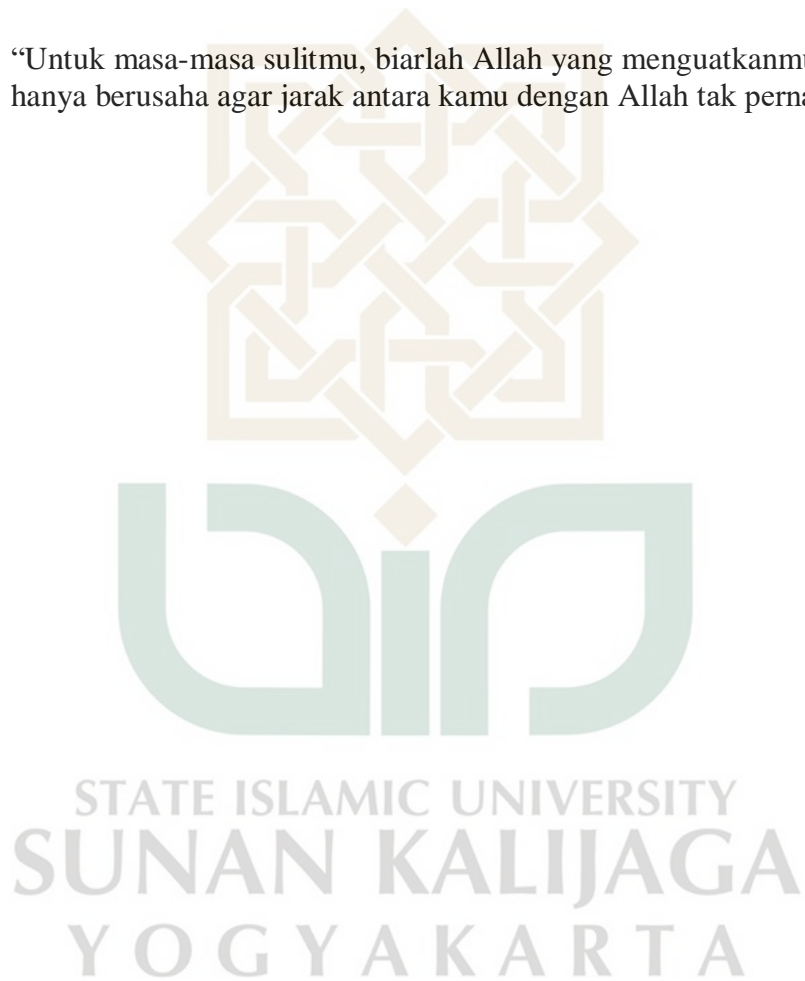 “Untuk masa-masa sulitmu, biarlah Allah yang menguatkanmu
hanya berusaha agar jarak antara kamu dengan Allah tak
STATE ISLAMIC UNIVERSITY
SUNAN KALIJAGA
YOGYAKARTA